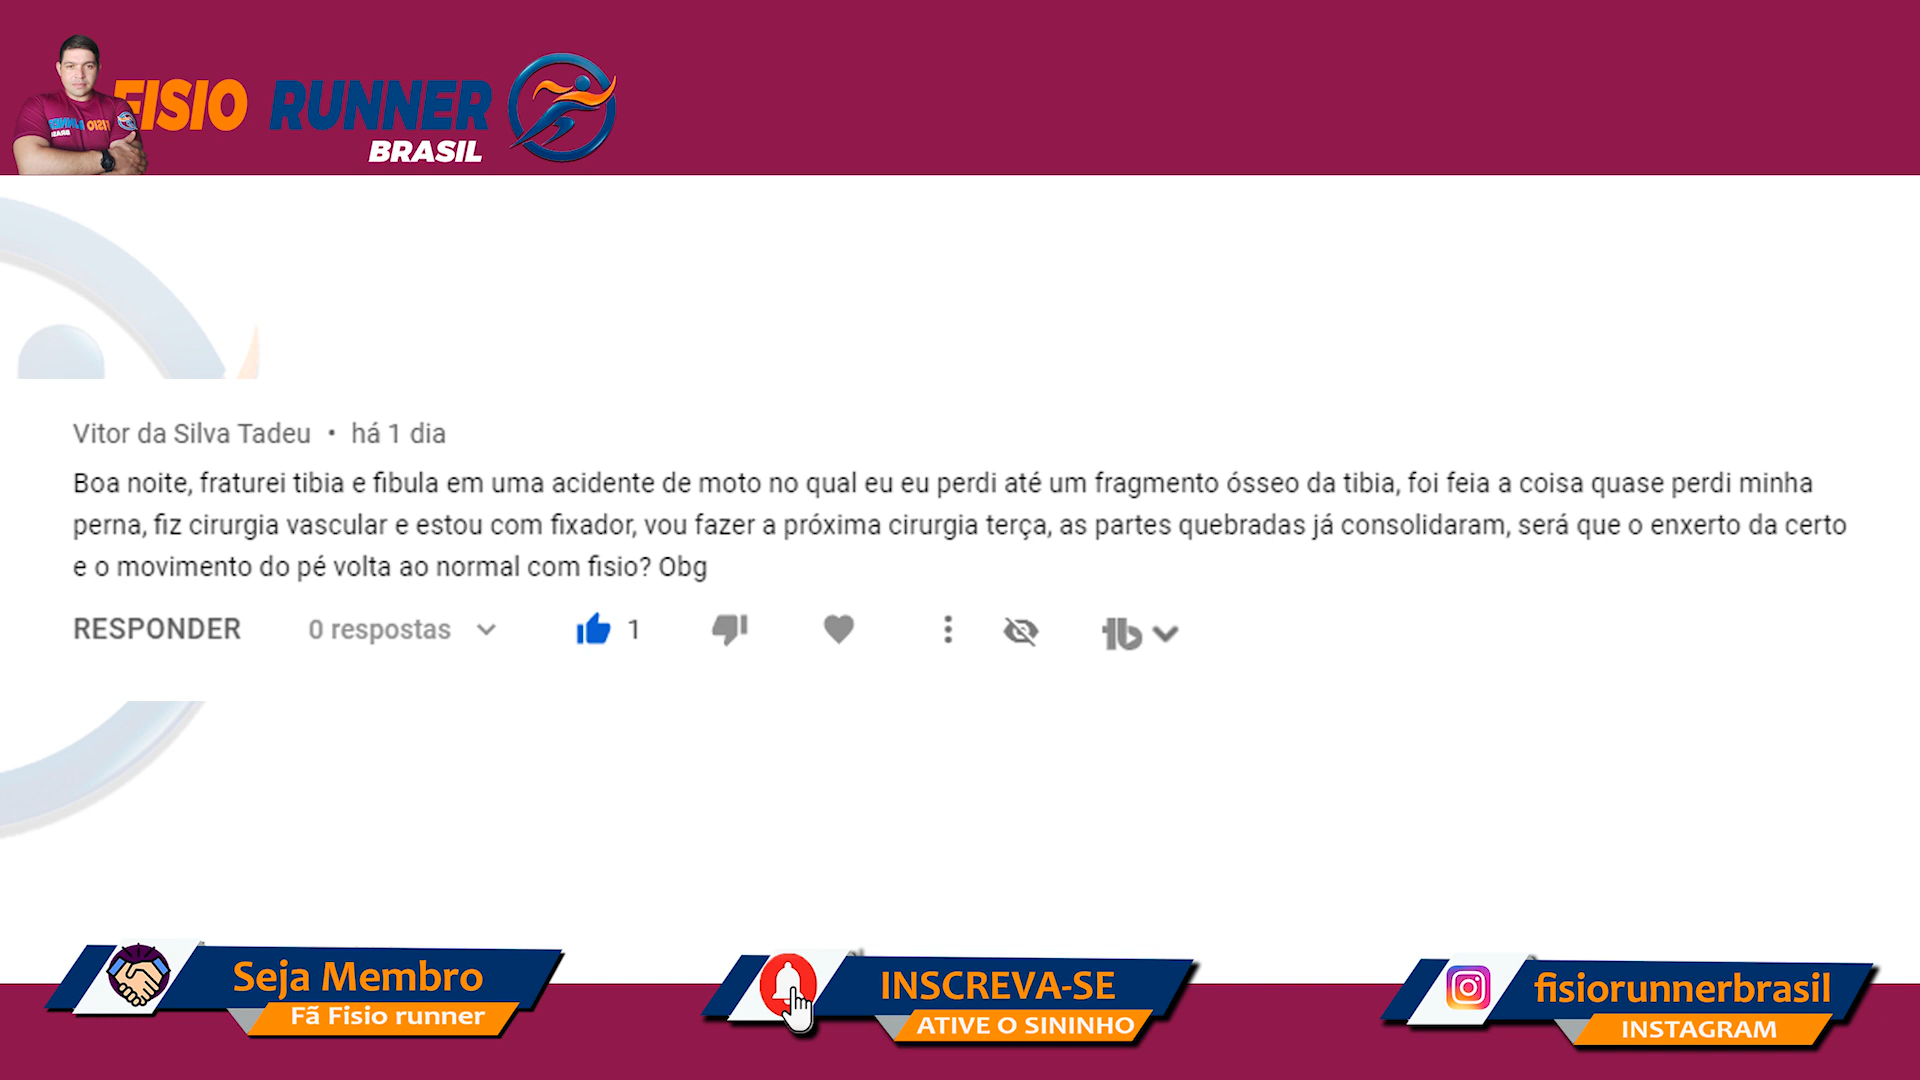 FISIO RUNNER
BRASIL
Vitor da Silva Tadeu • há 1 dia
Boa noite, fraturei tibia e fibula em uma acidente de moto no qual eu eu perdi até um fragmento ósseo da tibia, foi feia a coisa quase perdi minha
perna, fiz cirurgia vascular e estou com fixador, vou fazer a próxima cirurgia terça, as partes quebradas já consolidaram, será que o enxerto da certo
e o movimento do pé volta ao normal com fisio? Obg
RESPONDER 0 respostas 1
Seja Membro
Fã Fisio runner
INSCREVA-SE
ATIVE O SININHO
fisiorunnerbrasil
INSTAGRAM